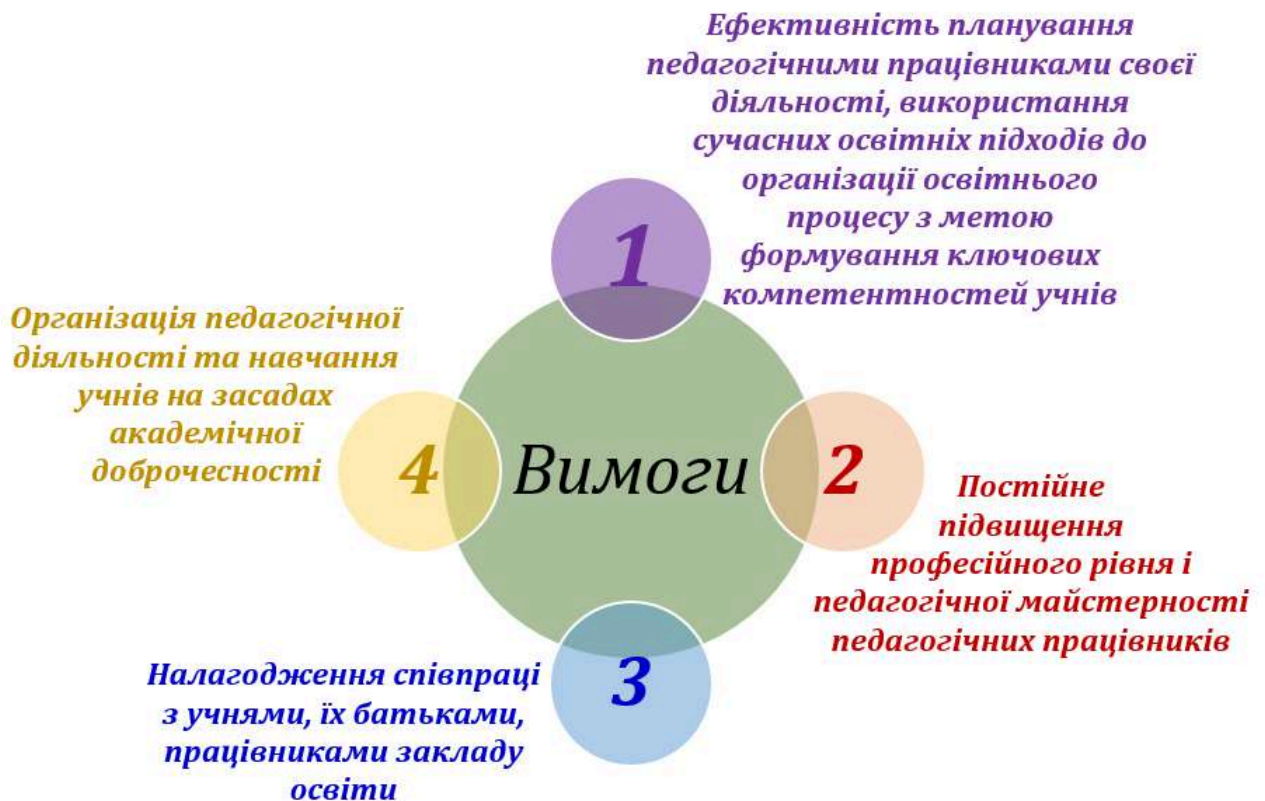 Ефективність планування
педагогічними працівниками своєї
діяльності, використання
сучасних освітніх підходів до
організації освітнього
процесу з метою
формування ключових
компетентностей учнів
1
Організація педагогічної
діяльності та навчання
учнів на засадах
академічної
доброчесності
4
Вимоги
2
Постійне
підвищення
професійного рівня і
педагогічної майстерності
педагогічних працівників
3
Налагодження співпраці
з учнями, їх батьками,
працівниками закладу
освіти